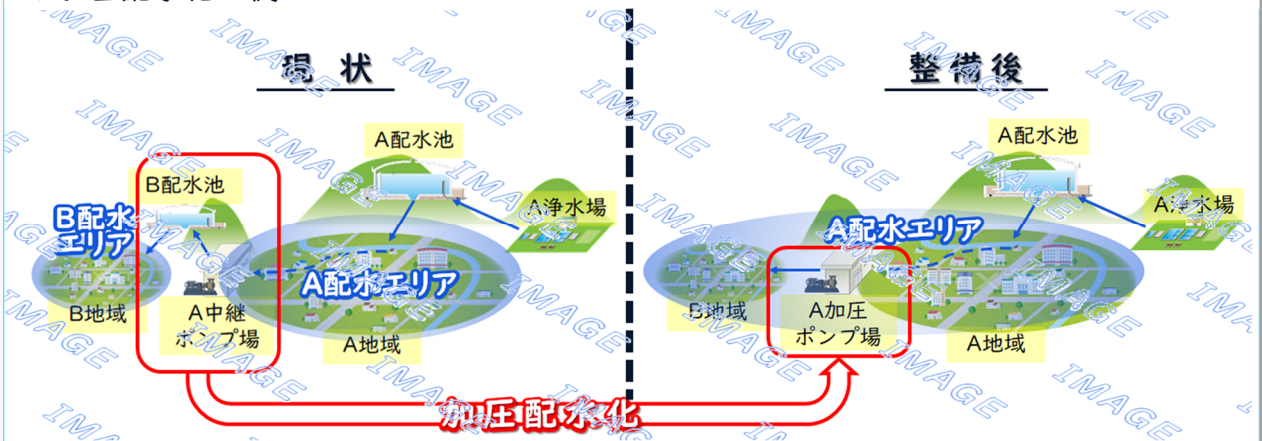 現 状
整備後
A配水池
B配水池
A浄水場
B配水
エリア
A配水エリア
B地域
A中継
ポンプ場
A地域
A配水池
A浄水場
A配水エリア
B地域
A加圧
ポンプ場
A地域
加圧配水化
IMAGE